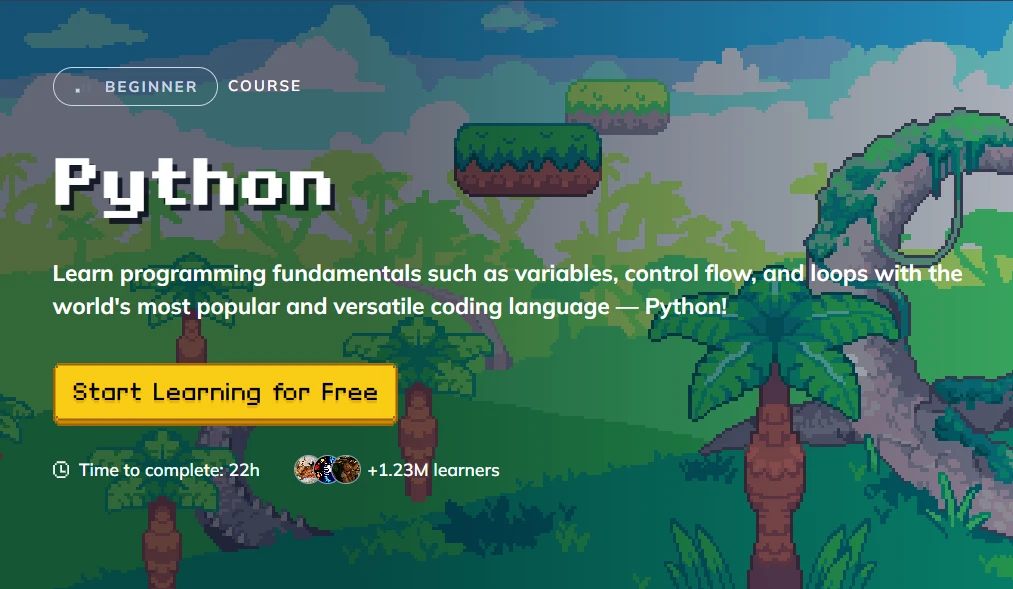 BEGINNER COURSE
Python
Learn programming fundamentals such as variables, control flow, and loops with the
world's most popular and versatile coding language — Python!
Start Learning for Free
Time to complete: 22h +1.23M learners